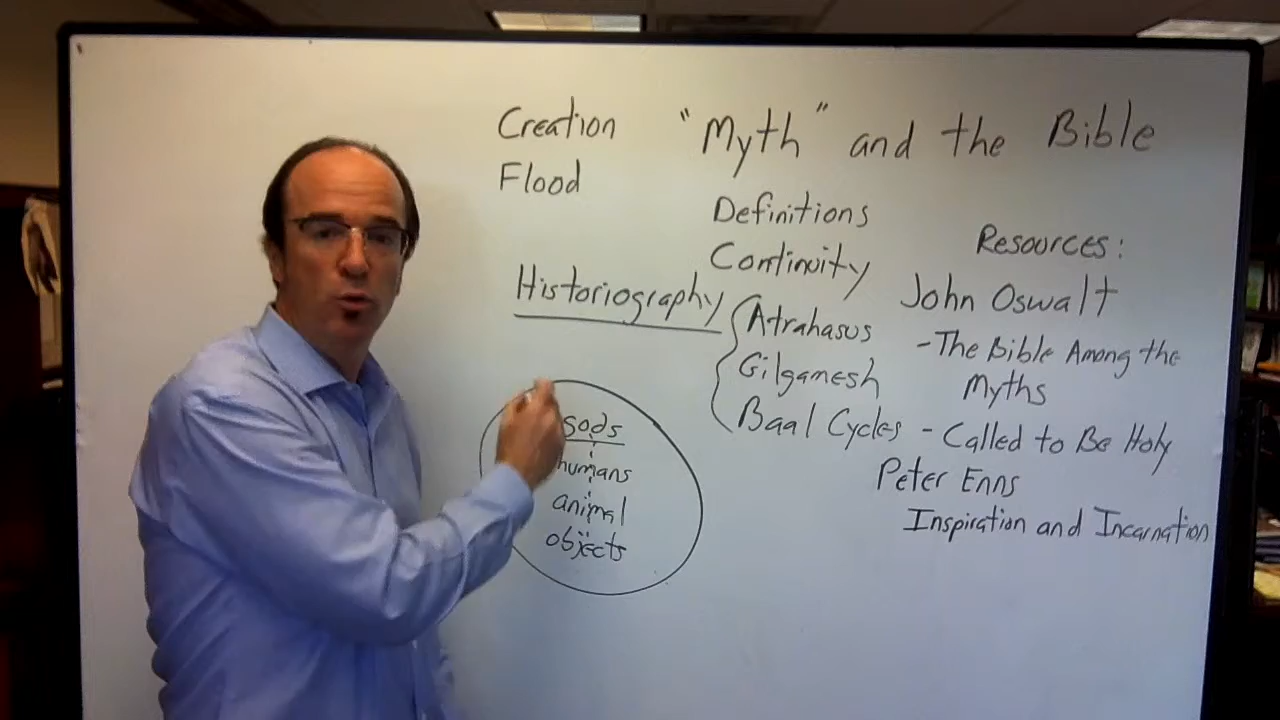 Creation
Flood
"Myth" and the Bible
Definitions
Continuity
Historiography
Atrahasus
Gilgamesh
Baal Cycles
gods
humans
animal
objects
Resources:
John Oswalt
-The Bible Among the
Myths
- Called to Be Holy
Peter Enns
Inspiration and Incarnation